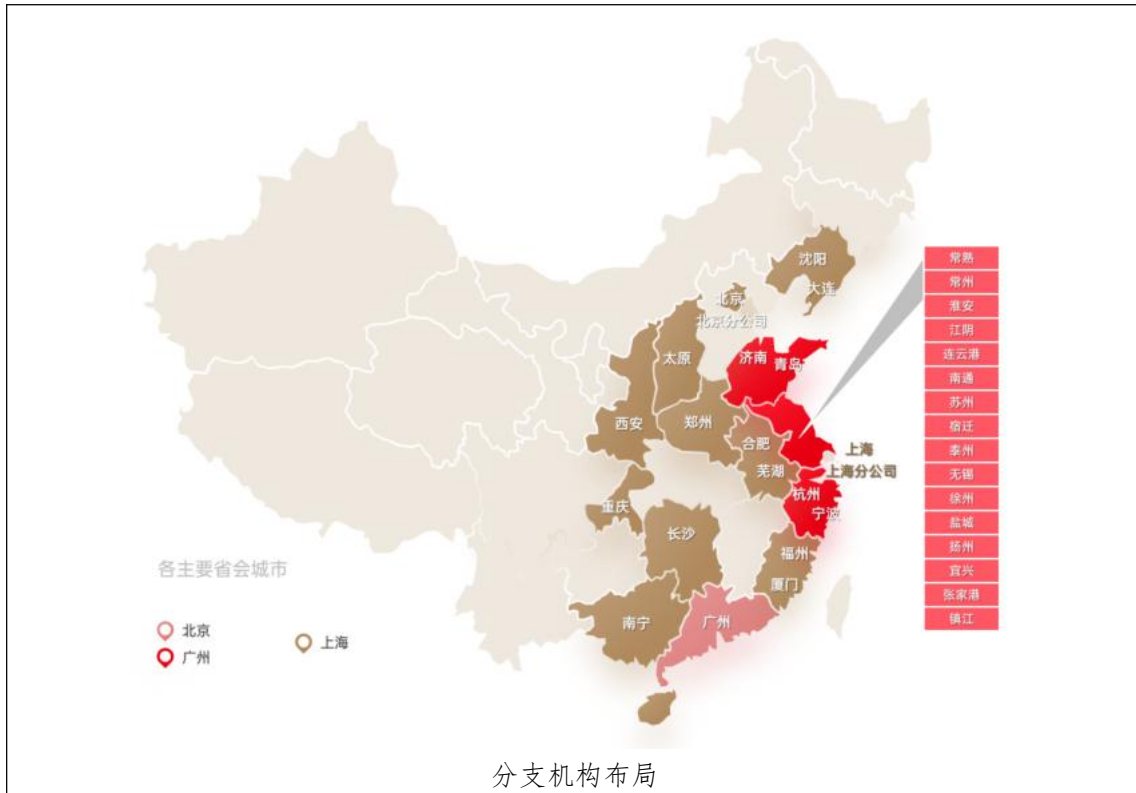 沈阳
大连
北京
北京分公司
太原
济南
青岛
西安
郑州
合肥
芜湖
上海
上海分公司
杭州
宁波
重庆
长沙
福州
厦门
南宁
广州
常熟
常州
淮安
江阴
连云港
南通
苏州
宿迁
泰州
无锡
徐州
盐城
扬州
宜兴
张家港
镇江
各主要省会城市
北京
上海
广州
分支机构布局